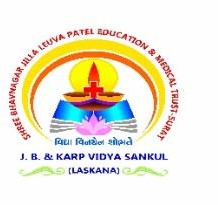 SHREE BHAVNAGAR JILLA LEUVA PATEL EDUCATION & MEDICAL TRUST-SURAT
વિદ્યા વિનયેન શોભતે
J. B. & KARP VIDYA SANKUL
(LASKANA)